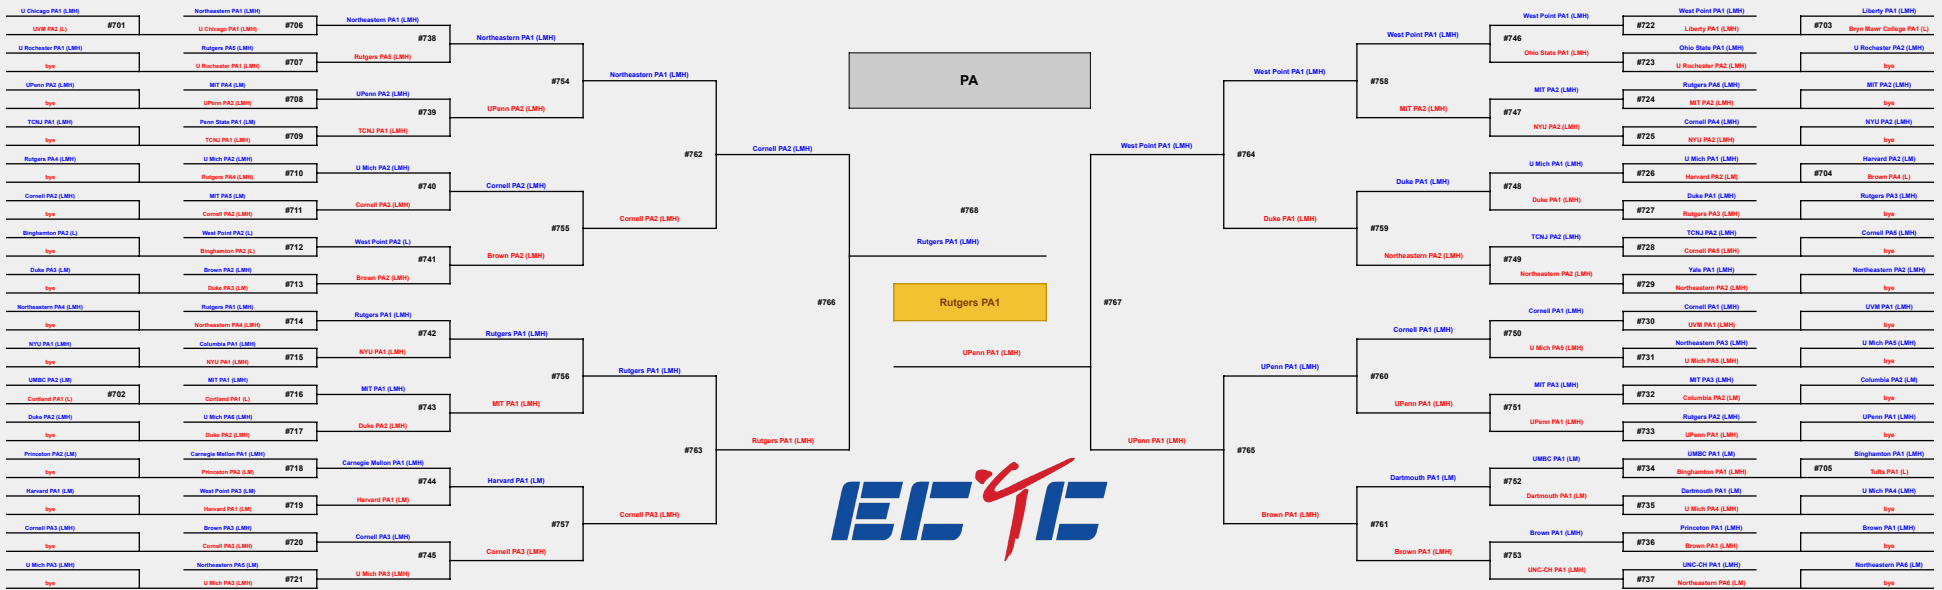 U Chicago PA1 (LMH)
#701
UVM PA2 (L)
U Rochester PA1 (LMH)
bye
UPenn PA2 (LMH)
bye
TCNJ PA1 (LMH)
bye
Rutgers PA4 (LMH)
bye
Cornell PA2 (LMH)
bye
Binghamton PA2 (L)
bye
Duke PA3 (LM)
bye
Northeastern PA4 (LMH)
bye
NYU PA1 (LMH)
bye
UMBC PA2 (LM)
#702
Cortland PA1 (L)
Duke PA2 (LMH)
bye
Princeton PA2 (LM)
bye
Harvard PA1 (LM)
bye
Cornell PA3 (LMH)
bye
U Mich PA3 (LMH)
bye
Northeastern PA1 (LMH)
#706
U Chicago PA1 (LMH)
Rutgers PA5 (LMH)
#707
U Rochester PA1 (LMH)
MIT PA4 (LM)
#708
UPenn PA2 (LMH)
Penn State PA1 (LM)
#709
TCNJ PA1 (LMH)
U Mich PA2 (LMH)
#710
Rutgers PA4 (LMH)
MIT PA5 (LM)
#711
Cornell PA2 (LMH)
West Point PA2 (L)
#712
Binghamton PA2 (L)
Brown PA2 (LMH)
#713
Duke PA3 (LM)
Rutgers PA1 (LMH)
#714
Northeastern PA4 (LMH)
Columbia PA1 (LM)
#715
NYU PA1 (LMH)
MIT PA1 (LMH)
#716
Cortland PA1 (L)
U Mich PA6 (LMH)
#717
Duke PA2 (LMH)
Carnegie Mellon PA1 (LMH)
#718
Princeton PA2 (LM)
West Point PA3 (LM)
#719
Harvard PA1 (LM)
Brown PA3 (LMH)
#720
Cornell PA3 (LMH)
Northeastern PA5 (LM)
#721
U Mich PA3 (LMH)
Northeastern PA1 (LMH)
#738
Rutgers PA5 (LMH)
UPenn PA2 (LMH)
#739
TCNJ PA1 (LMH)
U Mich PA2 (LMH)
#740
Cornell PA2 (LMH)
West Point PA2 (L)
#741
Brown PA2 (LMH)
Rutgers PA1 (LMH)
#742
NYU PA1 (LMH)
MIT PA1 (LMH)
#743
Duke PA2 (LMH)
Carnegie Mellon PA1 (LMH)
#744
Harvard PA1 (LM)
Cornell PA3 (LMH)
#745
U Mich PA3 (LMH)
Northeastern PA1 (LMH)
#754
UPenn PA2 (LMH)
Cornell PA2 (LMH)
#755
Brown PA2 (LMH)
Rutgers PA1 (LMH)
#756
MIT PA1 (LMH)
Harvard PA1 (LM)
#757
Cornell PA3 (LMH)
Northeastern PA1 (LMH)
#762
Cornell PA2 (LMH)
Rutgers PA1 (LMH)
#763
Cornell PA3 (LMH)
Cornell PA2 (LMH)
#766
Rutgers PA1 (LMH)
PA
#768
Rutgers PA1 (LMH)
Rutgers PA1
UPenn PA1 (LMH)
ECTC
West Point PA1 (LMH)
#767
UPenn PA1 (LMH)
West Point PA1 (LMH)
#764
Duke PA1 (LMH)
UPenn PA1 (LMH)
#765
Brown PA1 (LMH)
West Point PA1 (LMH)
#758
MIT PA2 (LMH)
Duke PA1 (LMH)
#759
Northeastern PA2 (LMH)
Cornell PA1 (LMH)
#760
UPenn PA1 (LMH)
Dartmouth PA1 (LM)
#761
Brown PA1 (LMH)
West Point PA1 (LMH)
#746
Ohio State PA1 (LMH)
MIT PA2 (LMH)
#747
NYU PA2 (LMH)
U Mich PA1 (LMH)
#748
Duke PA1 (LMH)
TCNJ PA2 (LMH)
#749
Northeastern PA2 (LMH)
Cornell PA1 (LMH)
#750
U Mich PA5 (LMH)
MIT PA3 (LMH)
#751
UPenn PA1 (LMH)
UMBC PA1 (LM)
#752
Dartmouth PA1 (LM)
Brown PA1 (LMH)
#753
UNC-CH PA1 (LMH)
West Point PA1 (LMH)
#722
Liberty PA1 (LMH)
Ohio State PA1 (LMH)
#723
U Rochester PA2 (LMH)
Rutgers PA6 (LMH)
#724
MIT PA2 (LMH)
Cornell PA4 (LMH)
#725
NYU PA2 (LMH)
U Mich PA1 (LMH)
#726
Harvard PA2 (LM)
Duke PA1 (LMH)
#727
Rutgers PA3 (LMH)
TCNJ PA2 (LMH)
#728
Cornell PA5 (LMH)
Yale PA1 (LMH)
#729
Northeastern PA2 (LMH)
Cornell PA1 (LMH)
#730
UVM PA1 (LMH)
Northeastern PA3 (LMH)
#731
U Mich PA5 (LMH)
MIT PA3 (LMH)
#732
Columbia PA2 (LM)
Rutgers PA2 (LMH)
#733
UPenn PA1 (LMH)
UMBC PA1 (LM)
#734
Binghamton PA1 (LMH)
Dartmouth PA1 (LM)
#735
U Mich PA4 (LMH)
Princeton PA1 (LMH)
#736
Brown PA1 (LMH)
UNC-CH PA1 (LMH)
#737
Northeastern PA6 (LM)
Liberty PA1 (LMH)
#703
Bryn Mawr College PA1 (L)
U Rochester PA2 (LMH)
bye
MIT PA2 (LMH)
bye
NYU PA2 (LMH)
bye
Harvard PA2 (LM)
#704
Brown PA4 (L)
Rutgers PA3 (LMH)
bye
Cornell PA5 (LMH)
bye
Northeastern PA2 (LMH)
bye
UVM PA1 (LMH)
bye
U Mich PA5 (LMH)
bye
Columbia PA2 (LM)
bye
UPenn PA1 (LMH)
bye
Binghamton PA1 (LMH)
#705
Tufts PA1 (L)
U Mich PA4 (LMH)
bye
Brown PA1 (LMH)
bye
Northeastern PA6 (LM)
bye